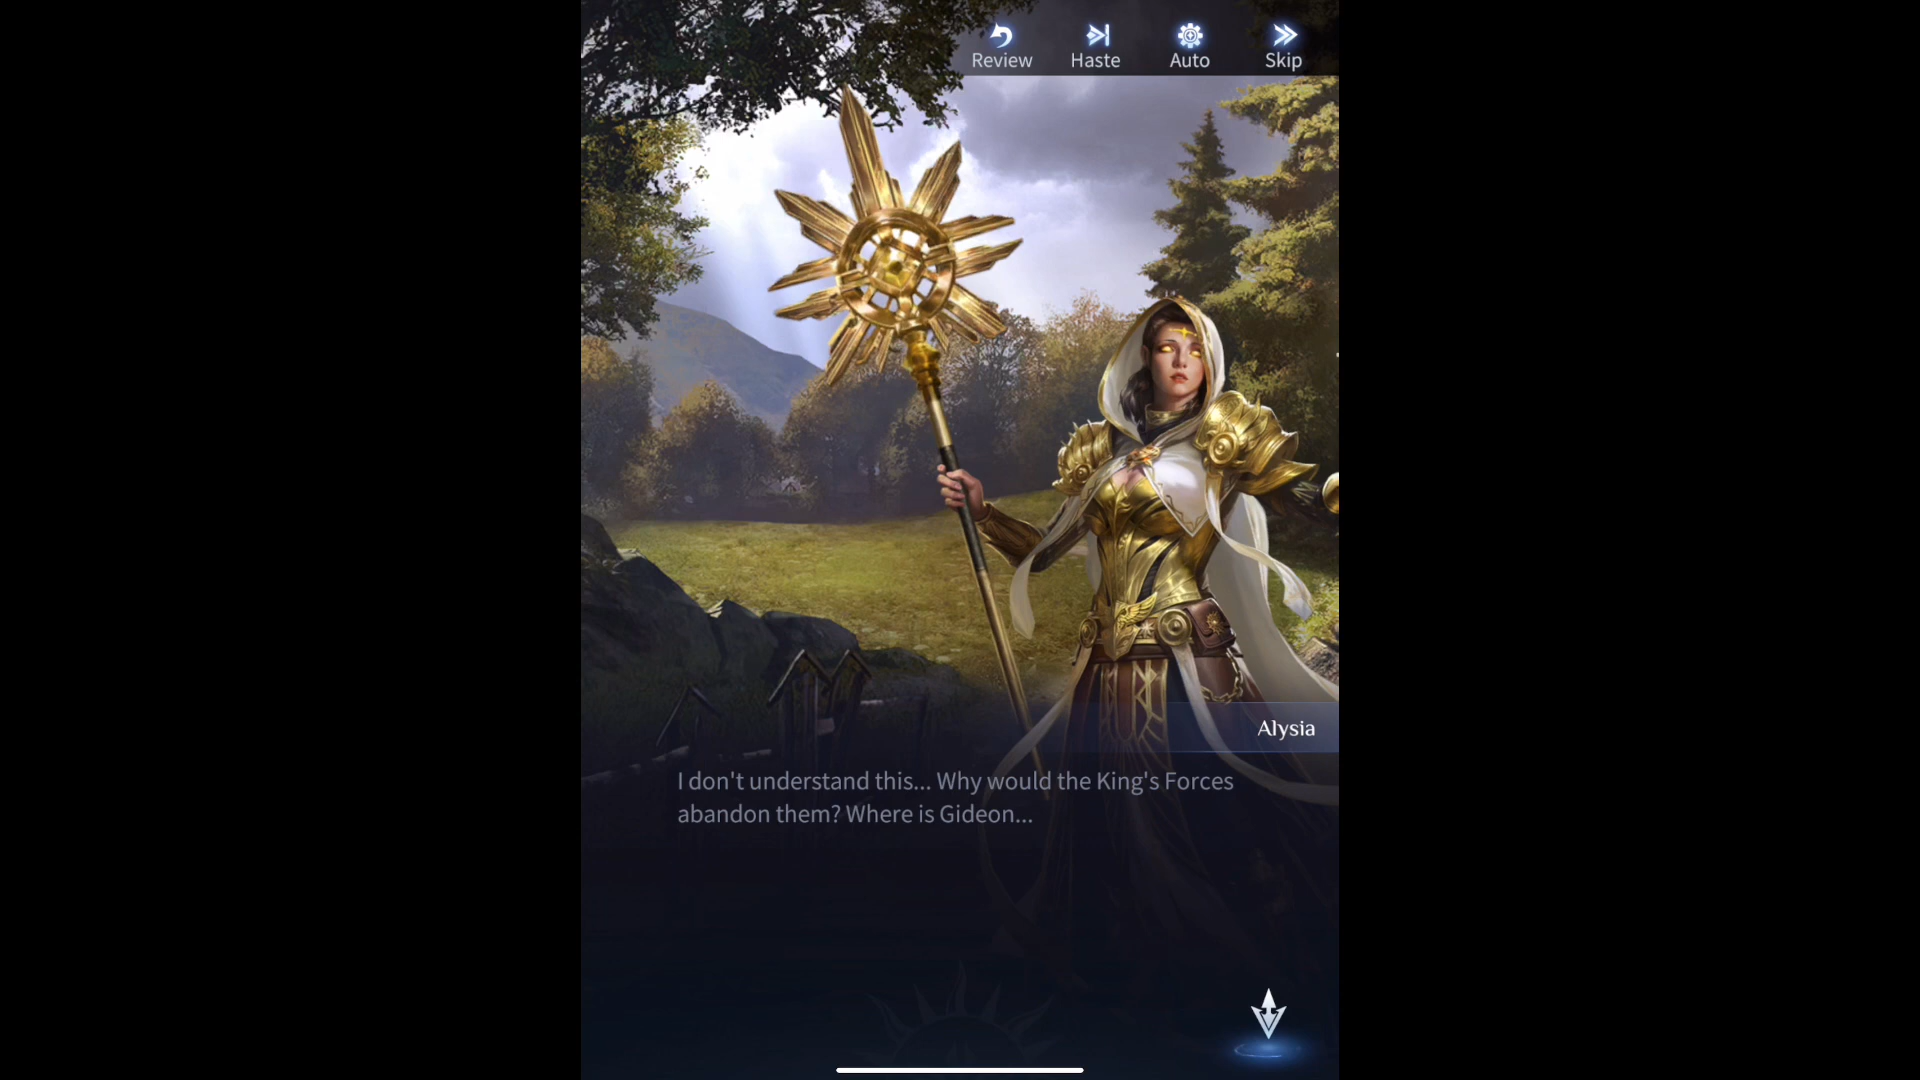 Review Haste Auto Skip
Alysia
I don't understand this... Why would the King's Forces
abandon them? Where is Gideon...